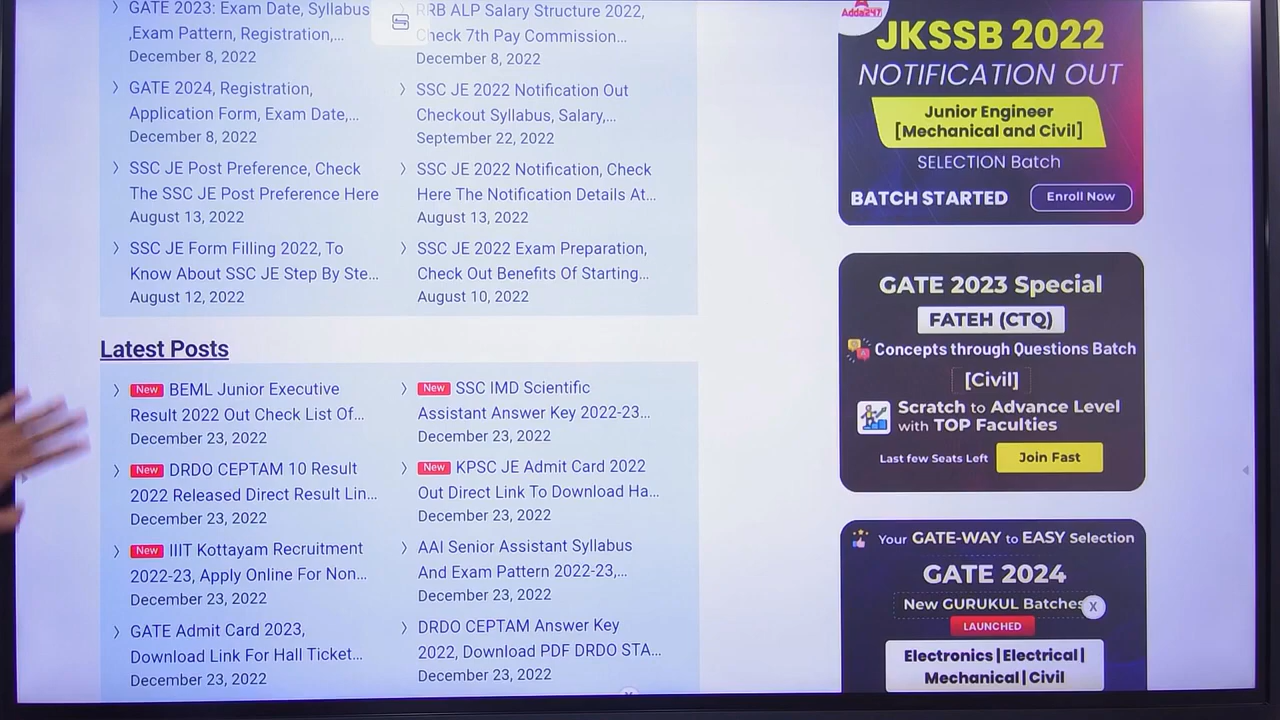 GATE 2023: Exam Date, Syllabus
,Exam Pattern, Registration,...
December 8, 2022
GATE 2024, Registration,
Application Form, Exam Date,...
December 8, 2022
SSC JE Post Preference, Check
The SSC JE Post Preference Here
August 13, 2022
SSC JE Form Filling 2022, To
Know About SSC JE Step By Ste...
August 12, 2022
RRB ALP Salary Structure 2022,
Check 7th Pay Commission...
December 8, 2022
SSC JE 2022 Notification Out
Checkout Syllabus, Salary,...
September 22, 2022
SSC JE 2022 Notification, Check
Here The Notification Details At...
August 13, 2022
SSC JE 2022 Exam Preparation,
Check Out Benefits Of Starting...
August 10, 2022
Latest Posts
New BEML Junior Executive
Result 2022 Out Check List Of...
December 23, 2022
New DRDO CEPTAM 10 Result
2022 Released Direct Result Lin...
December 23, 2022
New IIIT Kottayam Recruitment
2022-23, Apply Online For Non...
December 23, 2022
GATE Admit Card 2023,
Download Link For Hall Ticket...
December 23, 2022
New SSC IMD Scientific
Assistant Answer Key 2022-23...
December 23, 2022
New KPSC JE Admit Card 2022
Out Direct Link To Download Ha...
December 23, 2022
AAI Senior Assistant Syllabus
And Exam Pattern 2022-23,...
December 23, 2022
DRDO CEPTAM Answer Key
2022, Download PDF DRDO STA...
December 23, 2022
Adda247
JKSSB 2022
NOTIFICATION OUT
Junior Engineer
[Mechanical and Civil]
SELECTION Batch
BATCH STARTED Enroll Now
GATE 2023 Special
FATEH (CTQ)
Concepts through Questions Batch
[Civil]
Scratch to Advance Level
with TOP Faculties
Last few Seats Left Join Fast
Your GATE-WAY to EASY Selection
GATE 2024
New GURUKUL Batches X
LAUNCHED
Electronics|Electrical|
Mechanical|Civil